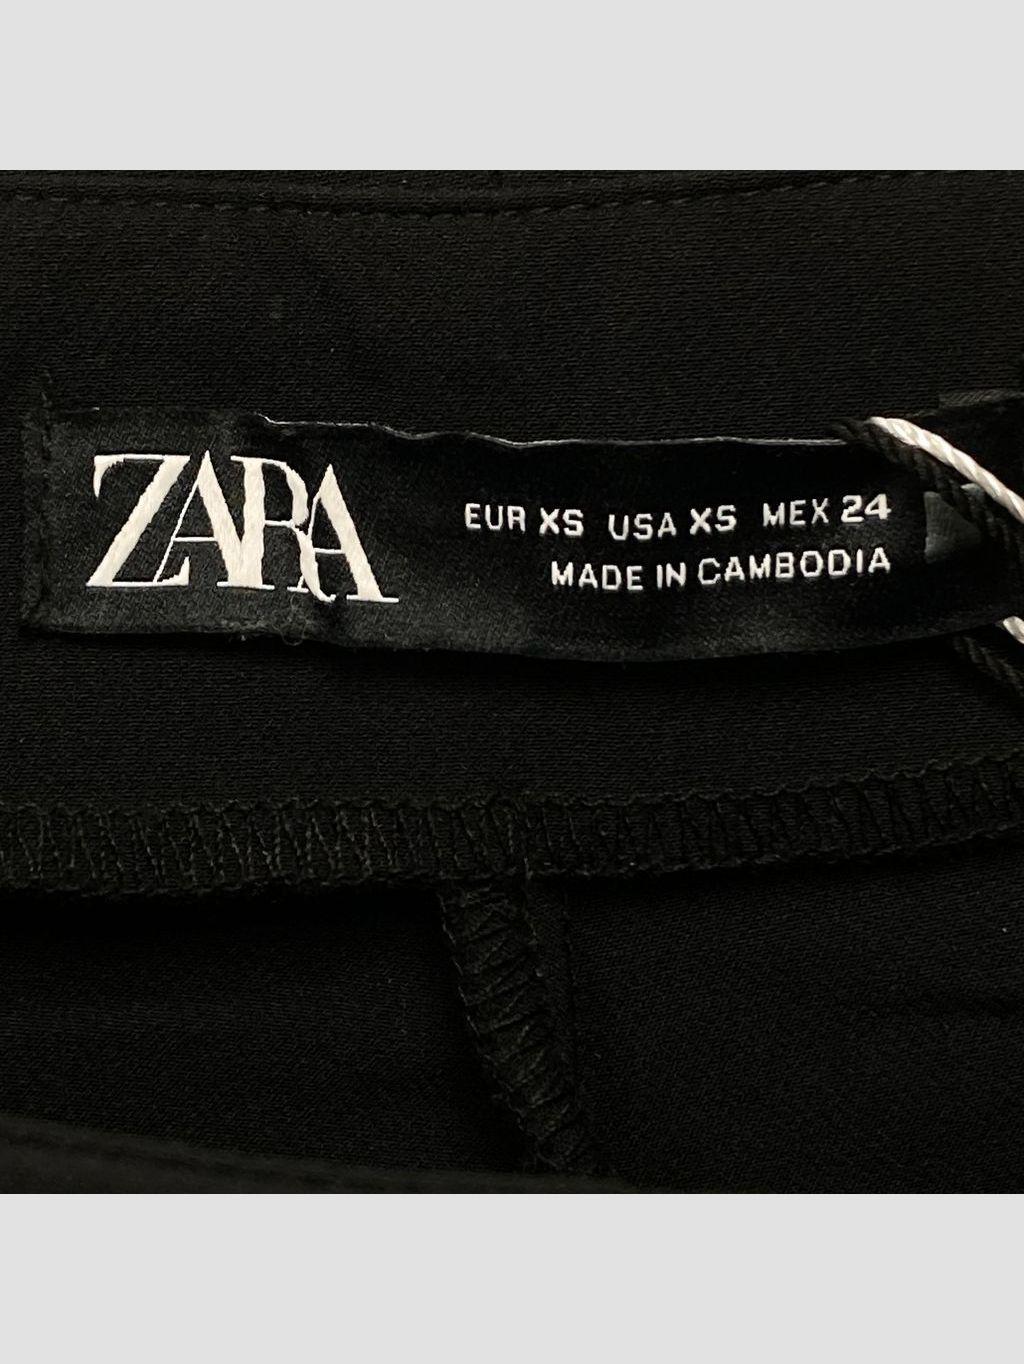 ZARA
EUR XS USA XS MEX 24
MADE IN CAMBODIA